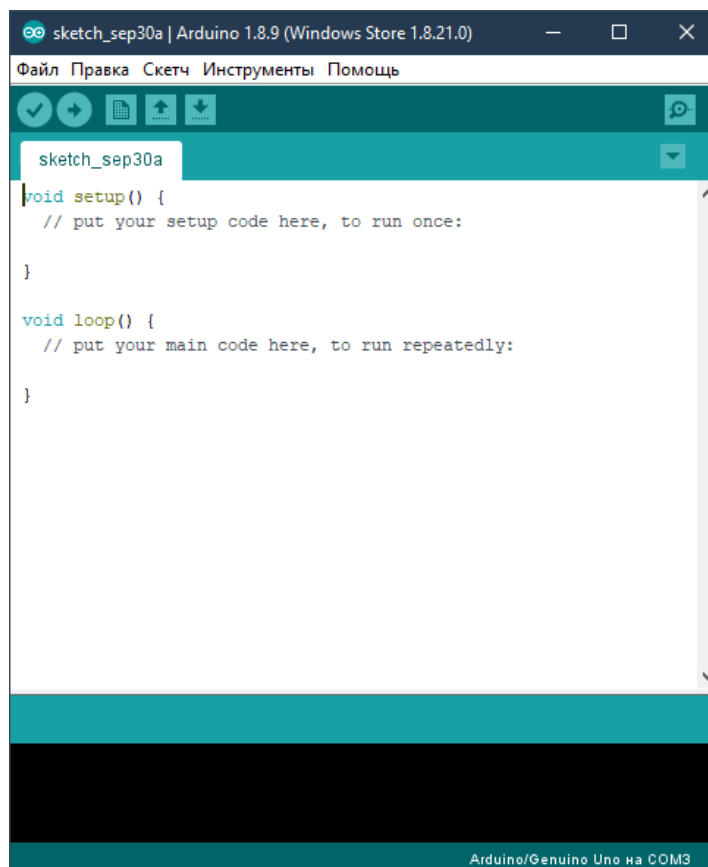 sketch_sep30a | Arduino 1.8.9 (Windows Store 1.8.21.0)
Файл Правка Скетч Инструменты Помощь
sketch_sep30a
void setup() {
  // put your setup code here, to run once:
}
void loop() {
  // put your main code here, to run repeatedly:
}
Arduino/Genuino Uno на COM3